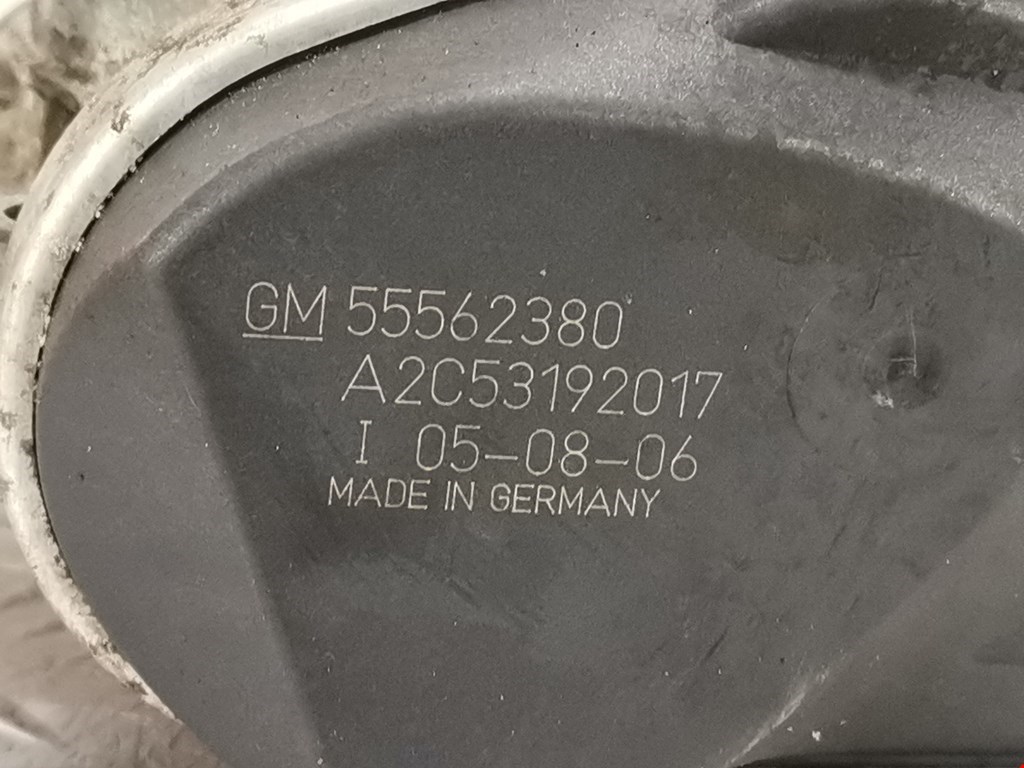 GM 55562380
A2C53192017
I 05-08-06
MADE IN GERMANY